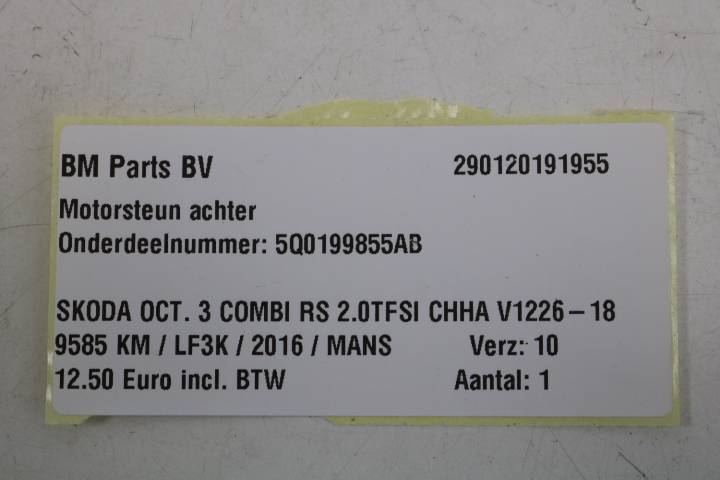 BM Parts BV 290120191955
Motorsteun achter
Onderdeelnummer: 5Q0199855AB
SKODA OCT. 3 COMBI RS 2.0TFSI CHHA V1226-18
9585 KM / LF3K / 2016 / MANS Verz: 10
12.50 Euro incl. BTW Aantal: 1